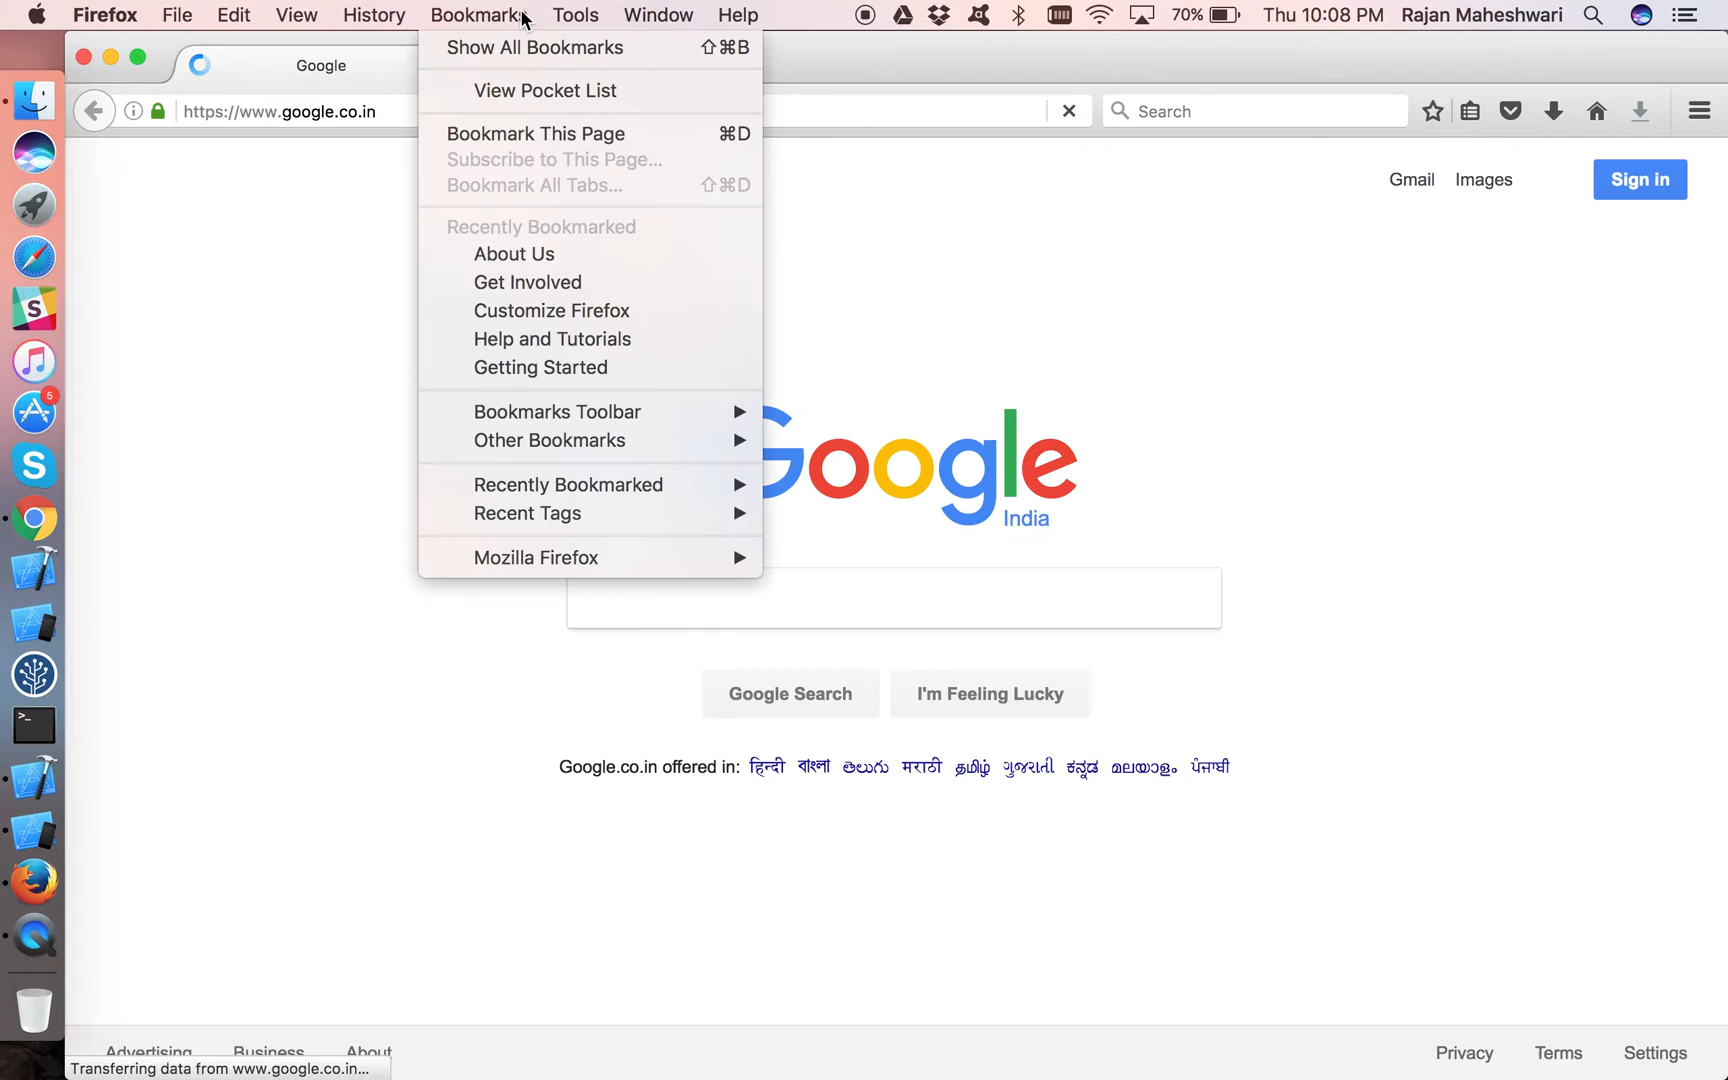 Firefox File Edit View History Bookmarks Tools Window Help 70% Thu 10:08 PM Rajan Maheshwari
Google
https://www.google.co.in Search
Show All Bookmarks ⇧⌘B
View Pocket List
Bookmark This Page ⌘D
Subscribe to This Page...
Bookmark All Tabs... ⇧⌘D
Recently Bookmarked
About Us
Get Involved
Customize Firefox
Help and Tutorials
Getting Started
Bookmarks Toolbar
Other Bookmarks
Recently Bookmarked
Recent Tags
Mozilla Firefox
Gmail Images Sign in
5
Google
India
Google Search I'm Feeling Lucky
Google.co.in offered in: हिन्दी বাংলা తెలుగు मराठी தமிழ் ગુજરાતી ಕನ್ನಡ മലയാളം ਪੰਜਾਬੀ
Advertising Business About Privacy Terms Settings
Transferring data from www.google.co.in...